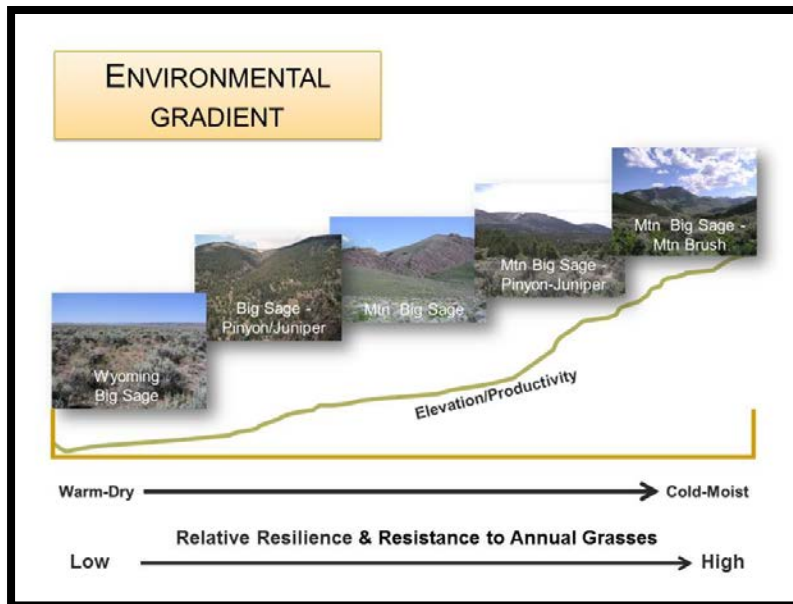 ENVIRONMENTAL
GRADIENT
Wyoming
Big Sage
Big Sage -
Pinyon/Juniper
Mtn Big Sage
Mtn Big Sage
Pinyon-Juniper
Mtn Big Sage -
Mtn Brush
Elevation/Productivity
Warm-Dry
Cold-Moist
Relative Resilience & Resistance to Annual Grasses
Low
High